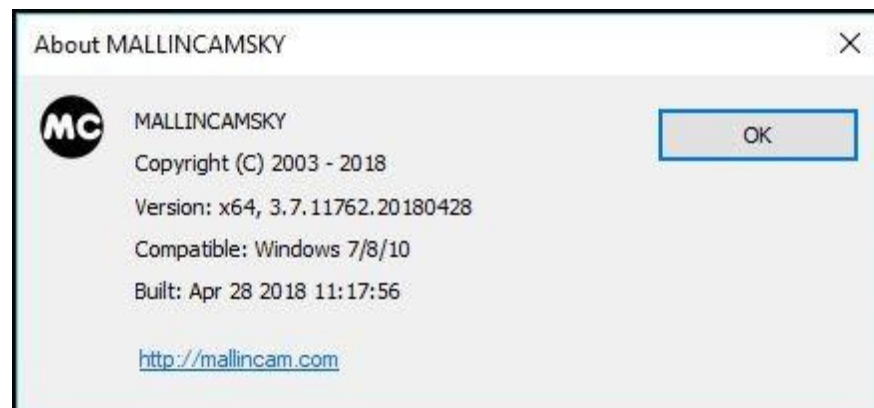 About MALLINCAMSKY
MC
MALLINCAMSKY
OK
Copyright (C) 2003 - 2018
Version: x64, 3.7.11762.20180428
Compatible: Windows 7/8/10
Built: Apr 28 2018 11:17:56
http://mallincam.com